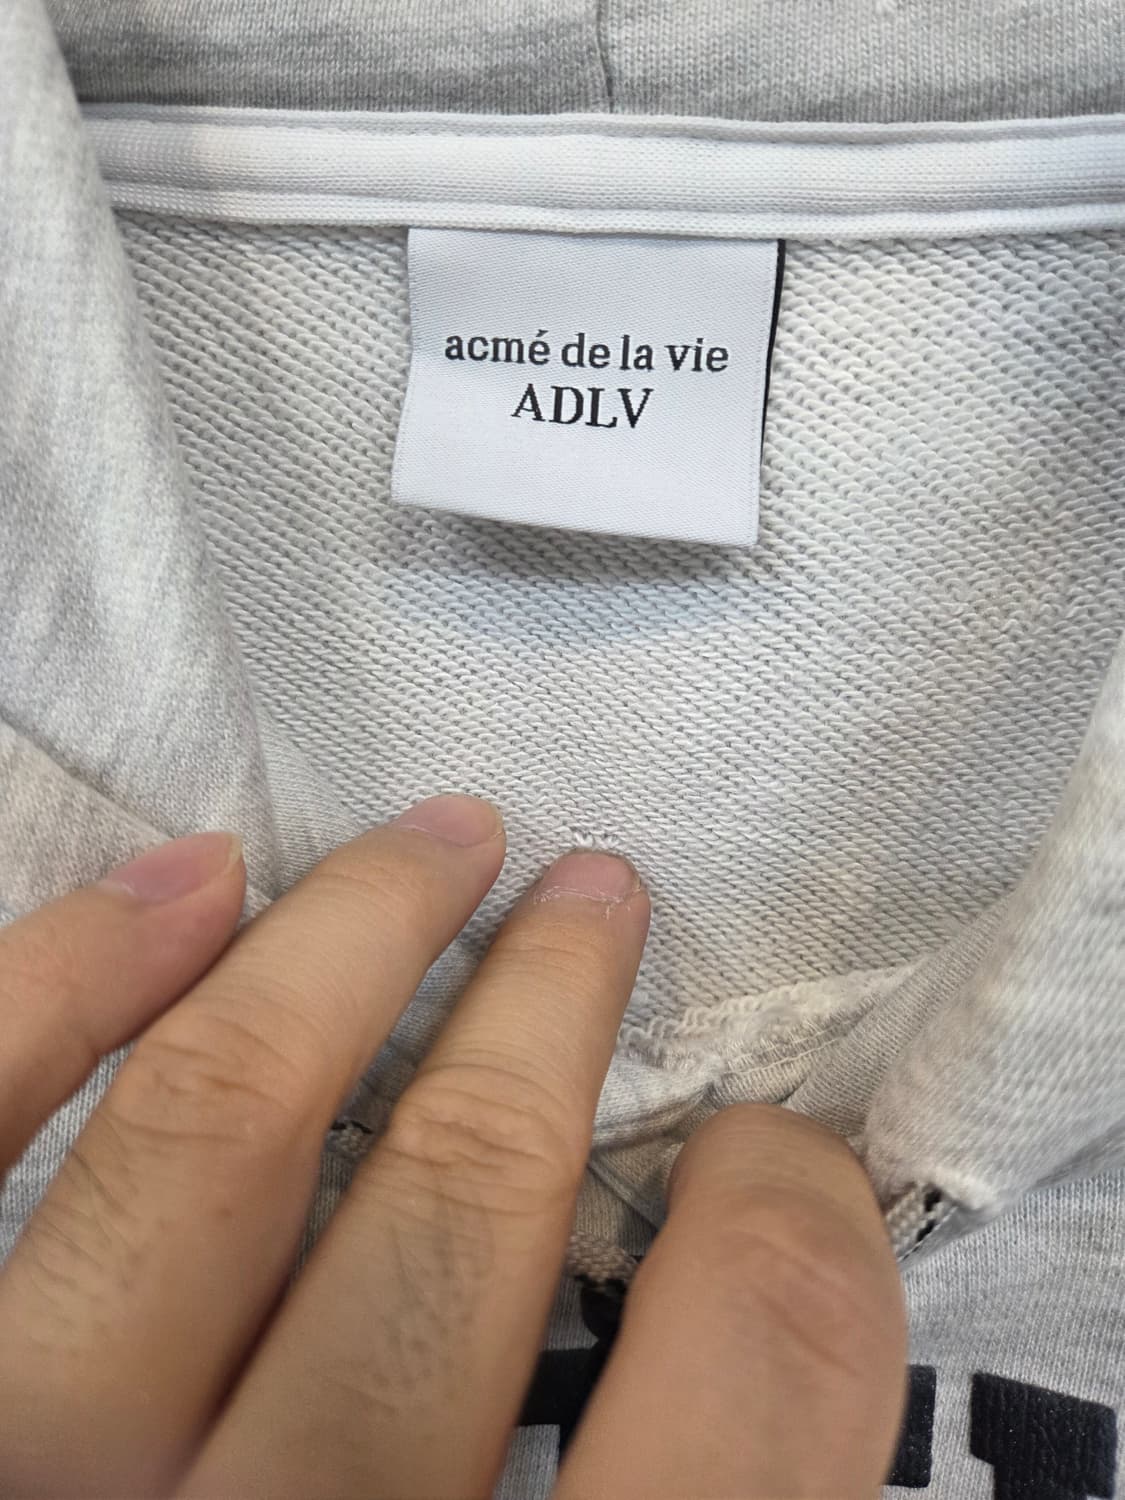 acmé de la vie
ADLV